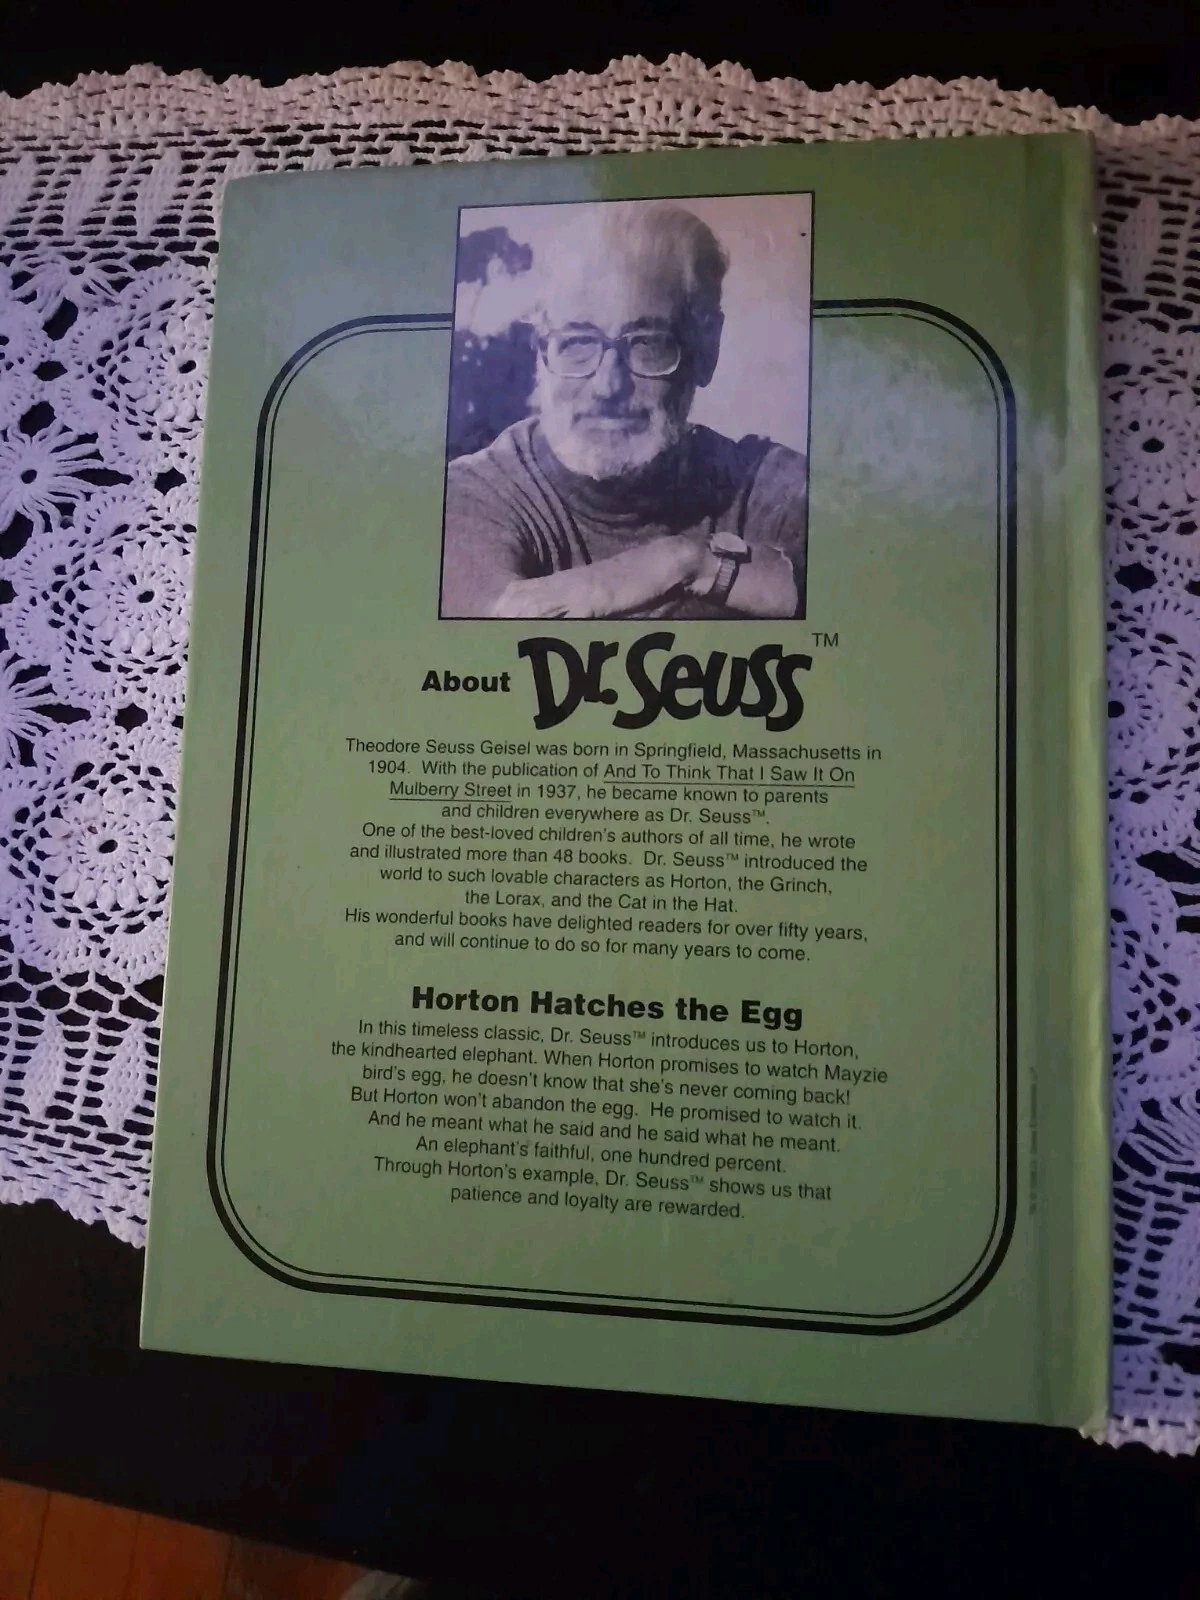 About Dr. Seuss™
Theodore Seuss Geisel was born in Springfield, Massachusetts in
1904. With the publication of And To Think That I Saw It On
Mulberry Street in 1937, he became known to parents
and children everywhere as Dr. Seuss™.
One of the best-loved children's authors of all time, he wrote
and illustrated more than 48 books. Dr. Seuss™ introduced the
world to such lovable characters as Horton, the Grinch,
the Lorax, and the Cat in the Hat.
His wonderful books have delighted readers for over fifty years,
and will continue to do so for many years to come.
Horton Hatches the Egg
In this timeless classic, Dr. Seuss™ introduces us to Horton,
the kindhearted elephant. When Horton promises to watch Mayzie
bird's egg, he doesn't know that she's never coming back!
But Horton won't abandon the egg. He promised to watch it.
And he meant what he said and he said what he meant.
An elephant's faithful, one hundred percent.
Through Horton's example, Dr. Seuss™ shows us that
patience and loyalty are rewarded.